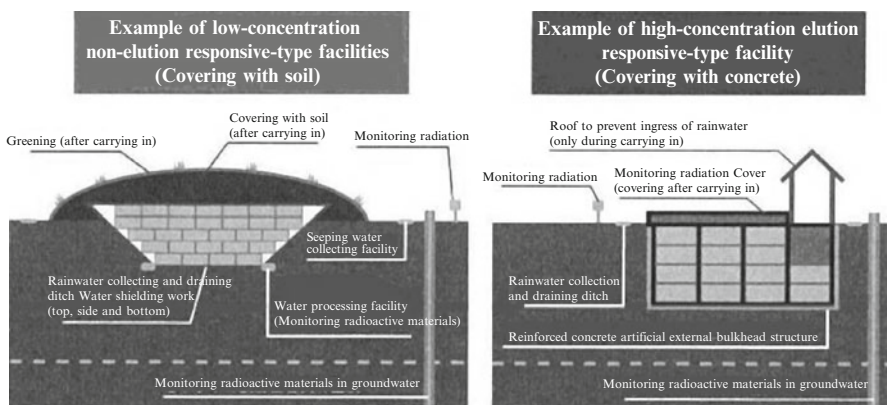 Example of low-concentration
non-elution responsive-type facilities
(Covering with soil)
Greening (after carrying in)
Covering with soil
(after carrying in)
Monitoring radiation
Seeping water
collecting facility
Rainwater collecting and draining
ditch Water shielding work
(top, side and bottom)
Water processing facility
(Monitoring radioactive materials)
Monitoring radioactive materials in groundwater
Example of high-concentration elution
responsive-type facility
(Covering with concrete)
Roof to prevent ingress of rainwater
(only during carrying in)
Monitoring radiation
Monitoring radiation Cover
(covering after carrying in)
Rainwater collection
and draining ditch
Reinforced concrete artificial external bulkhead structure
Monitoring radioactive materials in groundwater